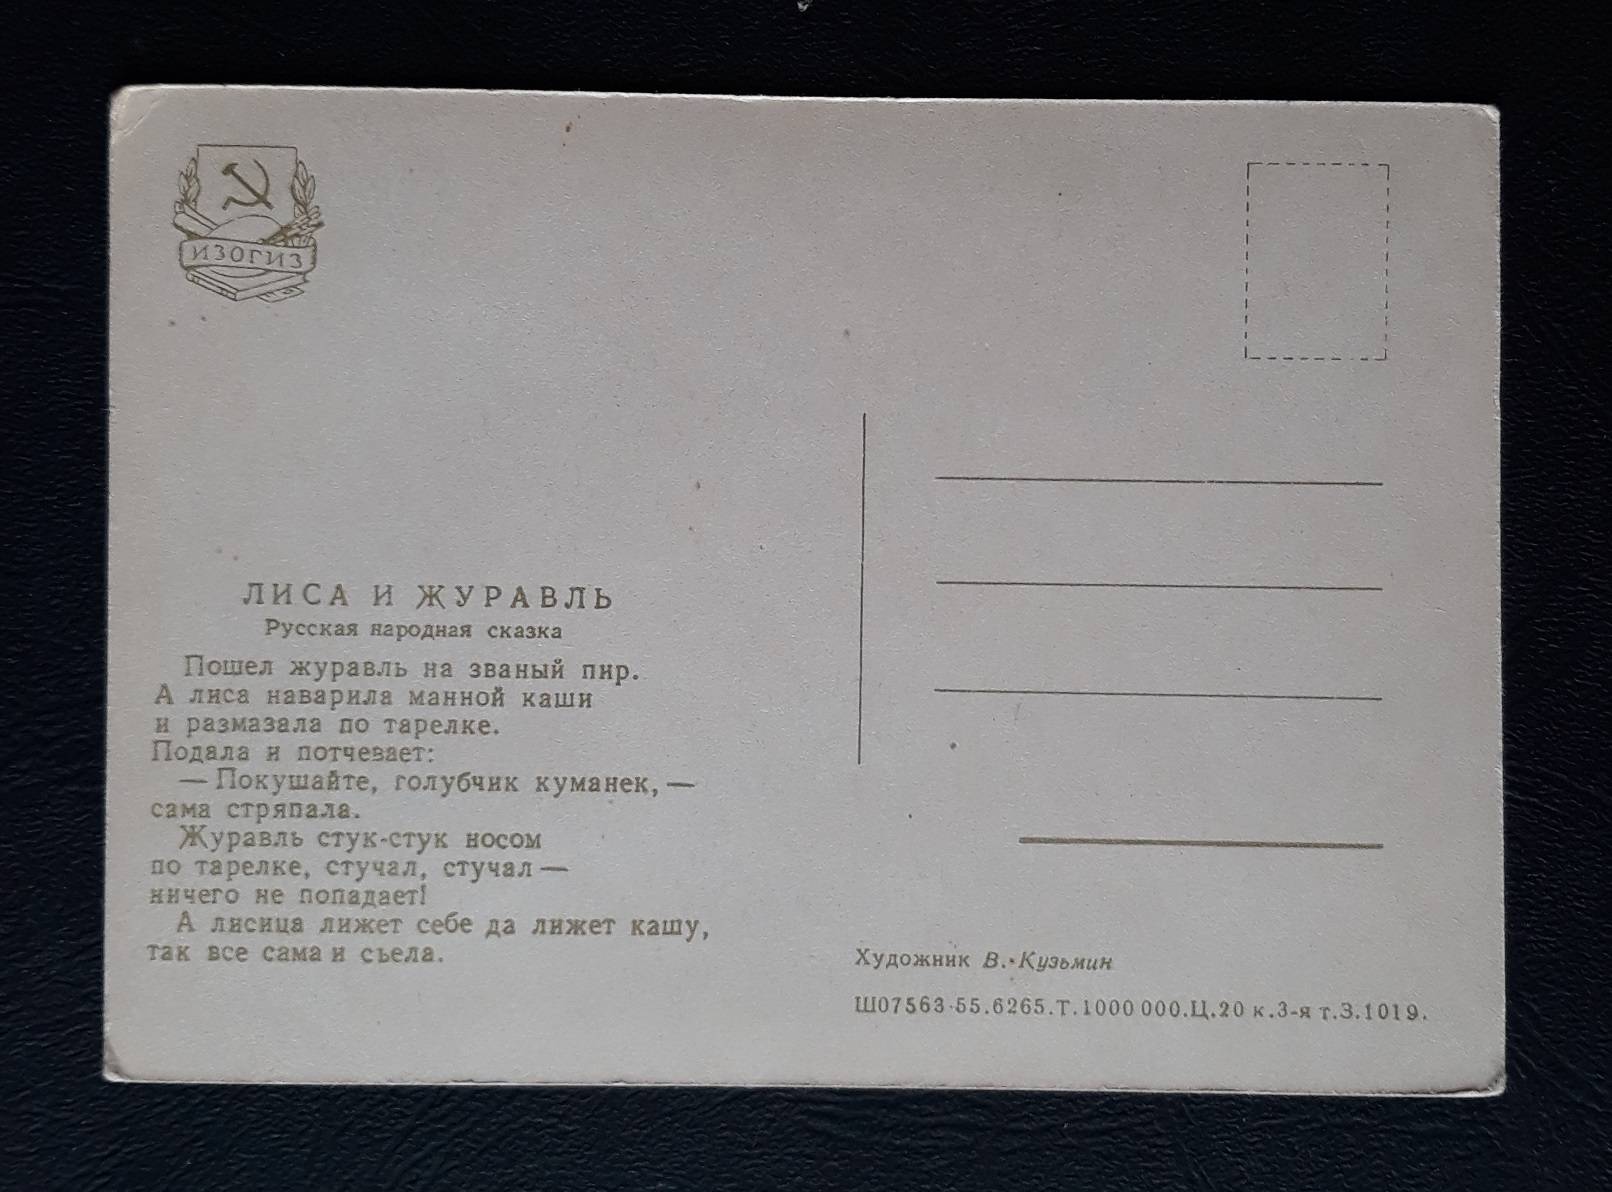 ИЗОГИЗ
ЛИСА И ЖУРАВЛЬ
Русская народная сказка
Пошел журавль на званый пир.
А лиса наварила манной каши
и размазала по тарелке.
Подала и потчевает:
— Покушайте, голубчик куманек, —
сама стряпала.
Журавль стук-стук носом
по тарелке, стучал, стучал —
ничего не попадает!
А лисица лижет себе да лижет кашу,
так все сама и съела.
Художник В. Кузьмин
Ш07563-55.6265.Т.1000 000.Ц.20 к.3-я т.З.1019.